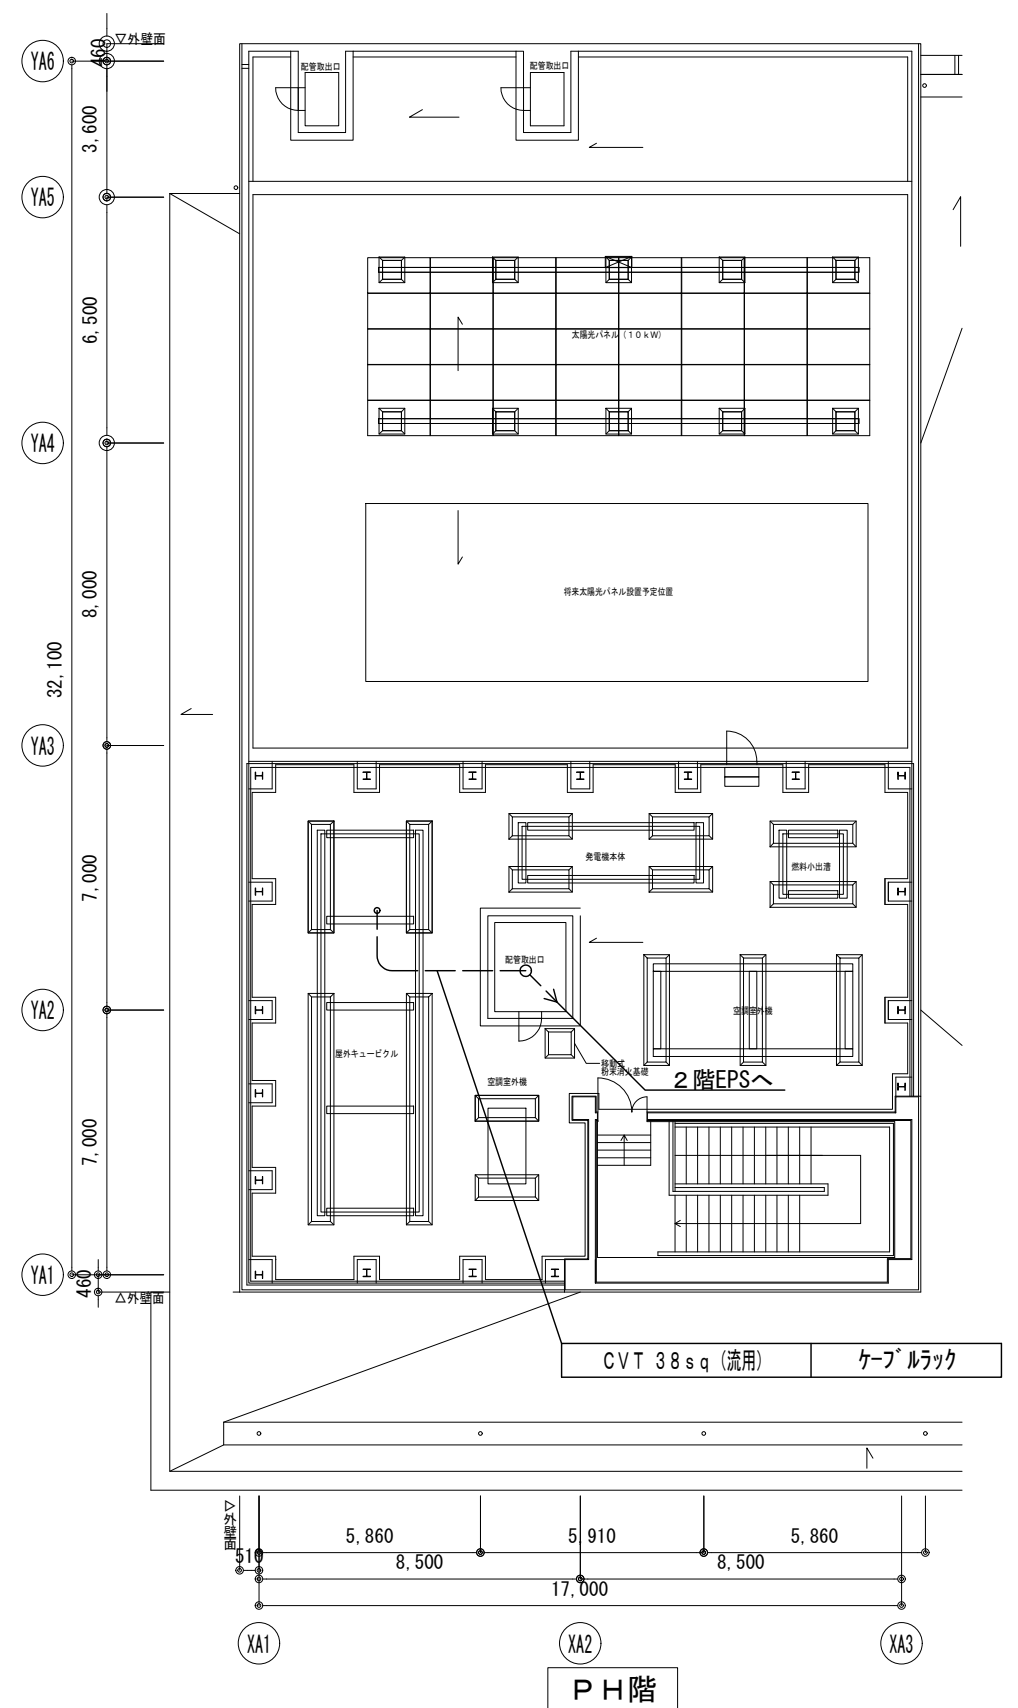 ▽外壁面
YA6
460
配管取出口
配管取出口
3,600
YA5
6,500
太陽光パネル（１０ｋＷ）
YA4
8,000
将来太陽光パネル設置予定位置
32,100
YA3
H H H H H H H
発電機本体
燃料小出槽
7,000
H
H
配管取出口
YA2
H
H
空調室外機
屋外キュービクル
移動式
粉末消火基礎
空調室外機
２階EPSへ
H
H
7,000
H
YA1
H H H H
460
△外壁面
ＣＶＴ ３８ｓｑ（流用）
ケーブルラック
▽外壁面
510
5,860
5,910
5,860
8,500
8,500
17,000
XA1
XA2
XA3
ＰＨ階